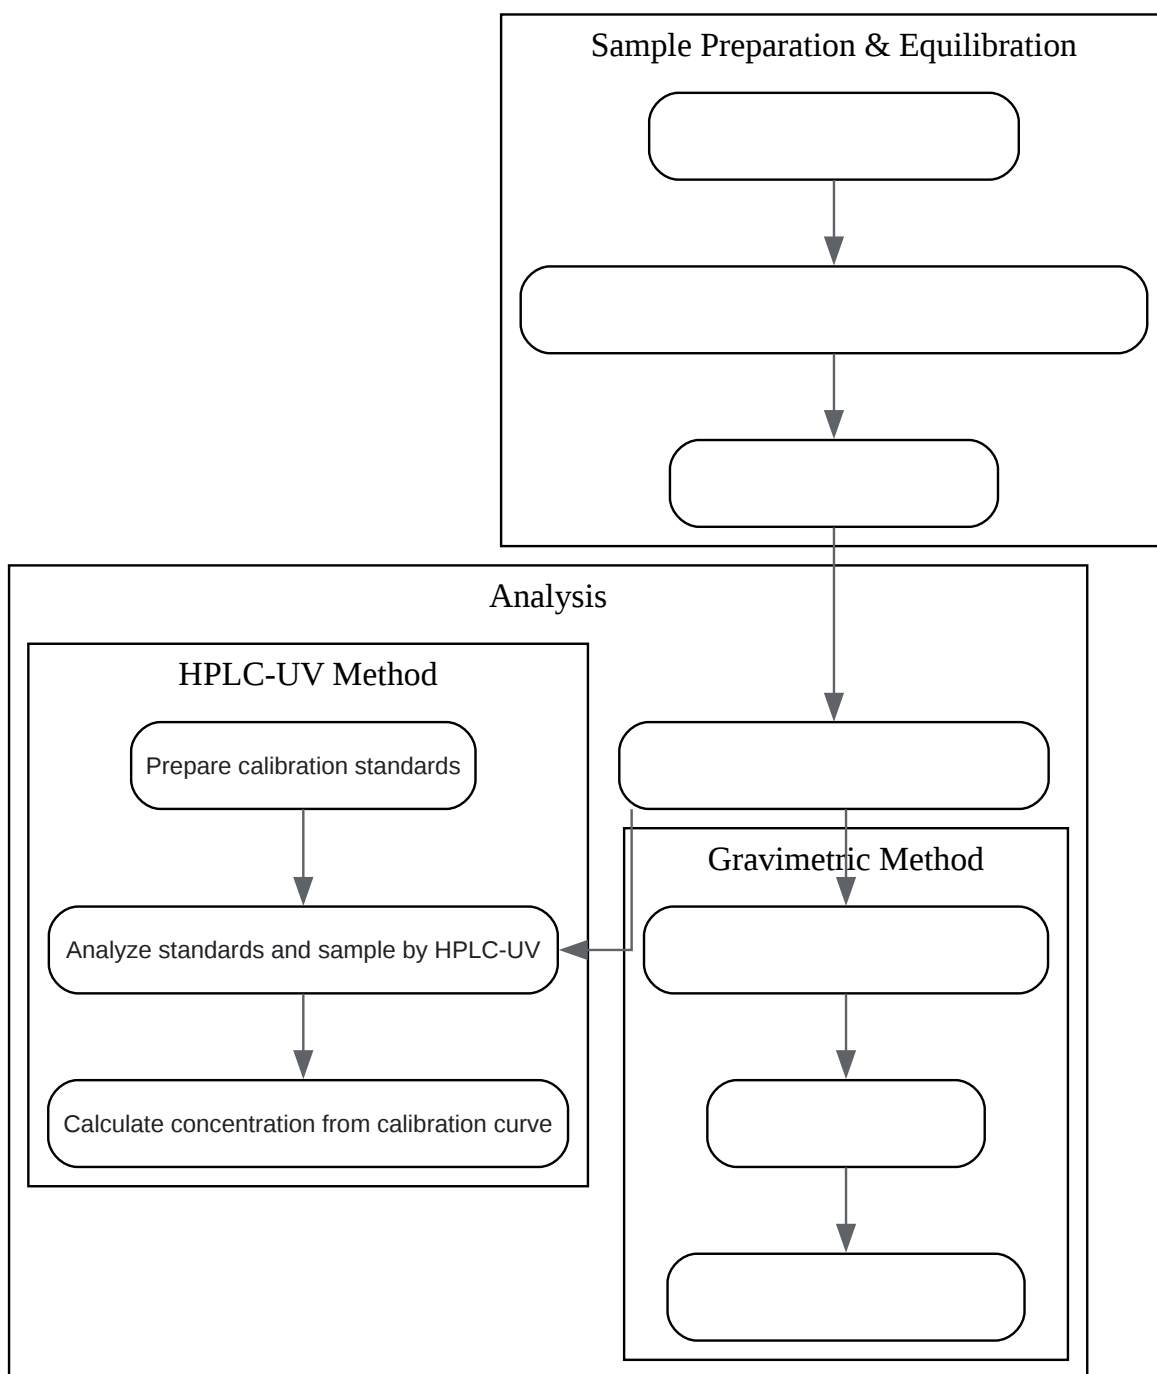 Sample Preparation & Equilibration
Analysis
HPLC-UV Method
Prepare calibration standards
Gravimetric Method
Analyze standards and sample by HPLC-UV
Calculate concentration from calibration curve